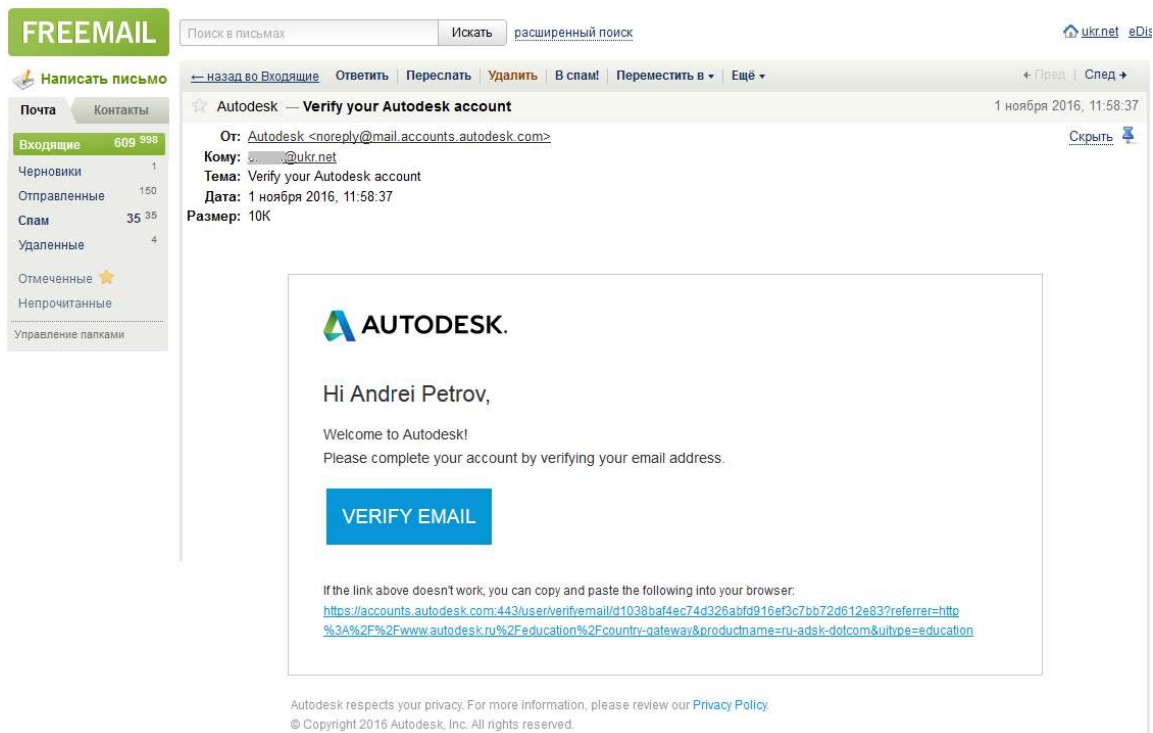 FREEMAIL
Поиск в письмах
Искать
расширенный поиск
ukr.net eDis
Написать письмо
← назад во Входящие Ответить Переслать Удалить В спам! Переместить в Ещё
← Пред След →
Почта Контакты
Autodesk — Verify your Autodesk account
1 ноября 2016, 11:58:37
Входящие 609 998
Черновики 1
Отправленные 150
Спам 35 35
Удаленные 4
Отмеченные
Непрочитанные
Управление папками
От: Autodesk <noreply@mail.accounts.autodesk.com>
Скрыть
Кому: @ukr.net
Тема: Verify your Autodesk account
Дата: 1 ноября 2016, 11:58:37
Размер: 10K
AUTODESK.
Hi Andrei Petrov,
Welcome to Autodesk!
Please complete your account by verifying your email address.
VERIFY EMAIL
If the link above doesn't work, you can copy and paste the following into your browser:
https://accounts.autodesk.com:443/user/verifyemail/d1038baf4ec74d326abfd916ef3c7bb72d612e83?referrer=http
%3A%2F%2Fwww.autodesk.ru%2Feducation%2Fcountry-gateway&productname=ru-adsk-dotcom&uitype=education
Autodesk respects your privacy. For more information, please review our Privacy Policy.
© Copyright 2016 Autodesk, Inc. All rights reserved.